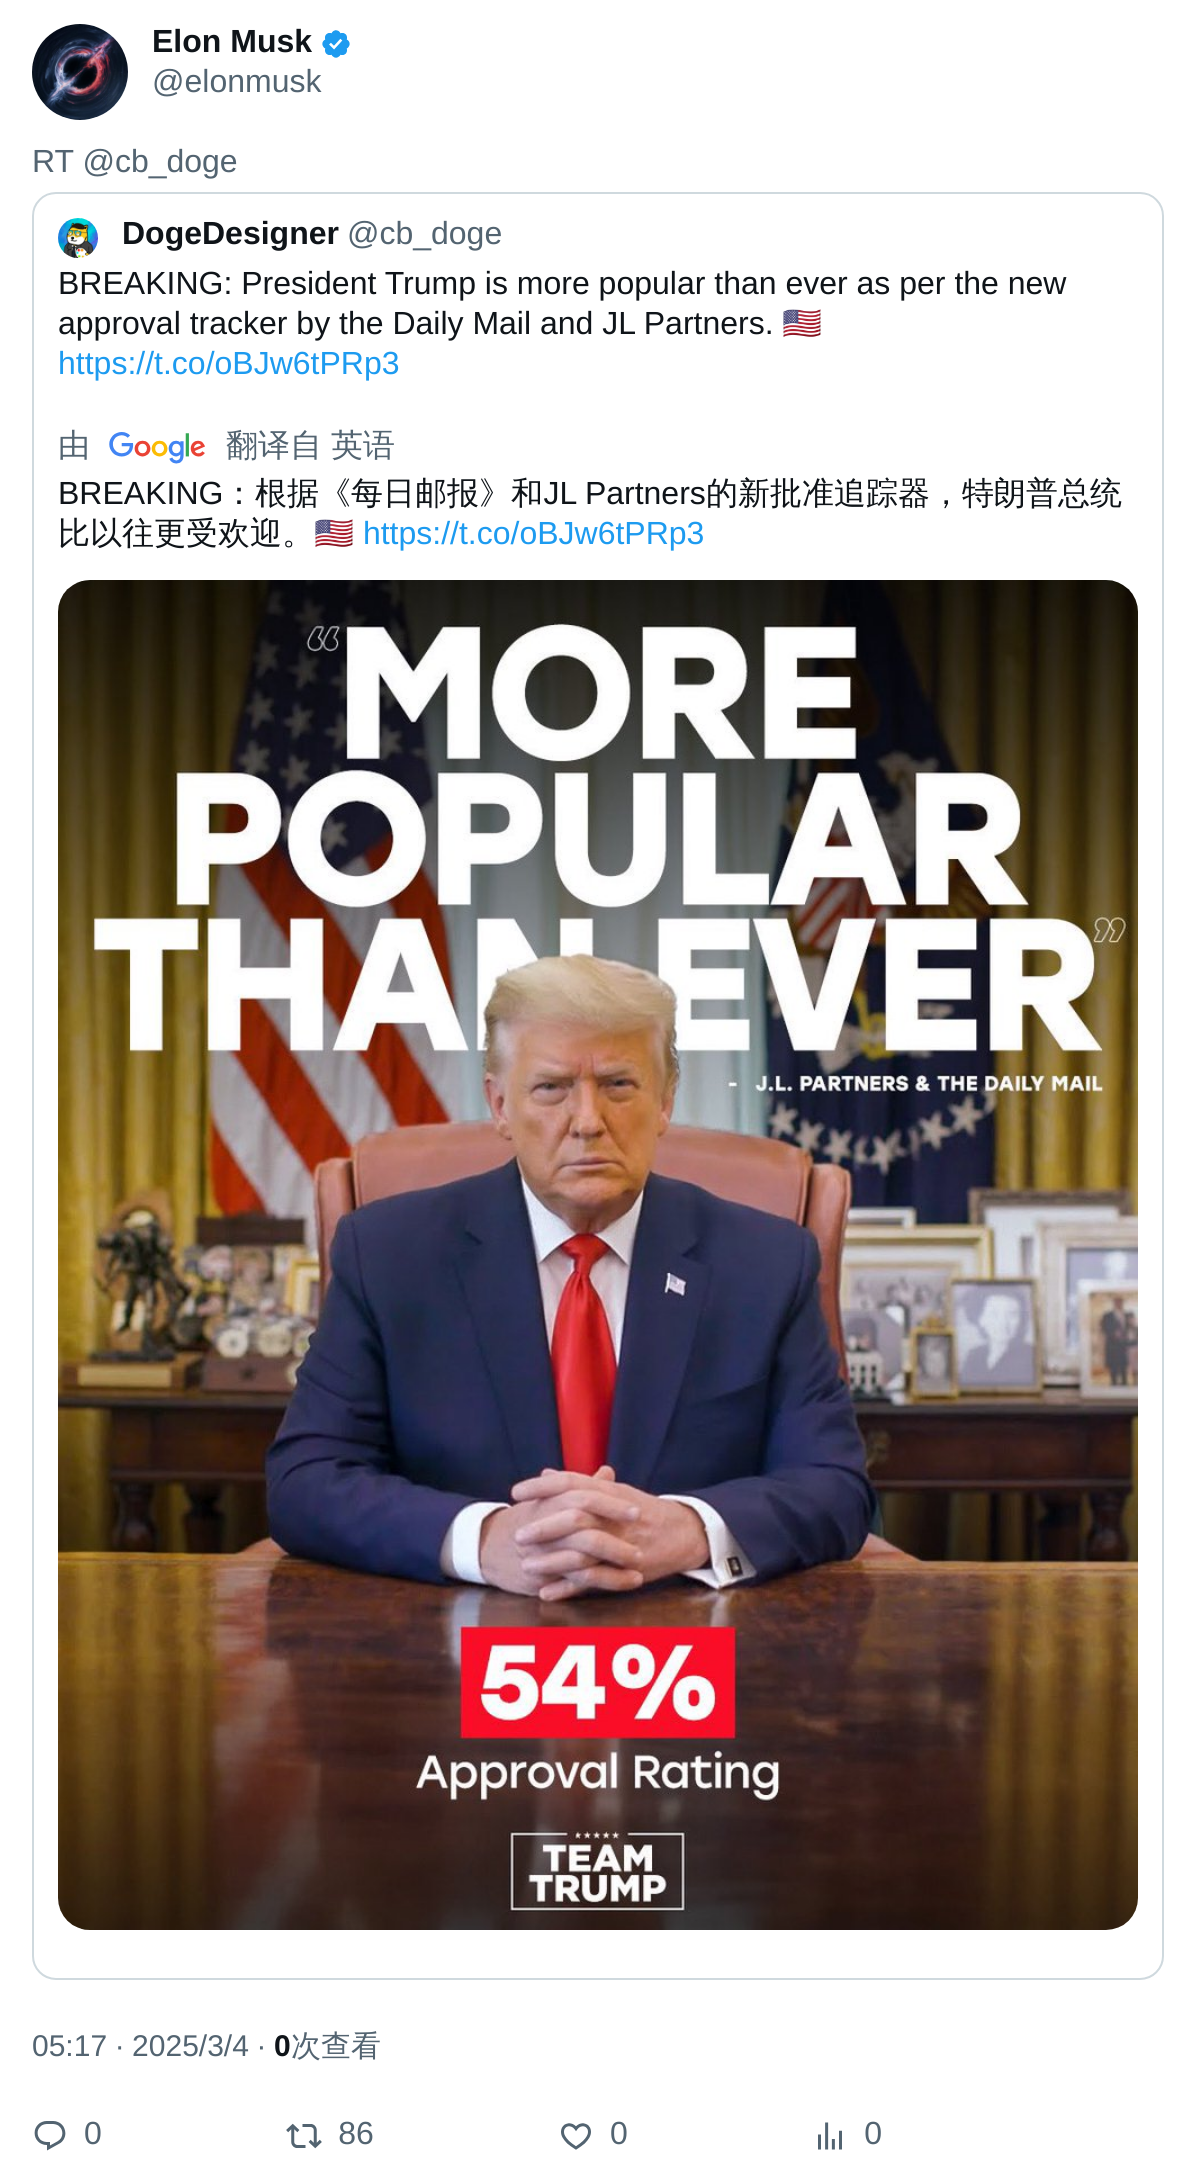 Elon Musk
@elonmusk
RT @cb_doge
DogeDesigner @cb_doge
BREAKING: President Trump is more popular than ever as per the new
approval tracker by the Daily Mail and JL Partners. 🇺🇸
https://t.co/oBJw6tPRp3
由 Google 翻译自 英语
BREAKING：根据《每日邮报》和JL Partners的新批准追踪器，特朗普总统
比以往更受欢迎。🇺🇸 https://t.co/oBJw6tPRp3
“MORE
POPULAR
THAN EVER”
- J.L. PARTNERS & THE DAILY MAIL
54%
Approval Rating
TEAM
TRUMP
05:17 · 2025/3/4 · 0次查看
0 86 0 0